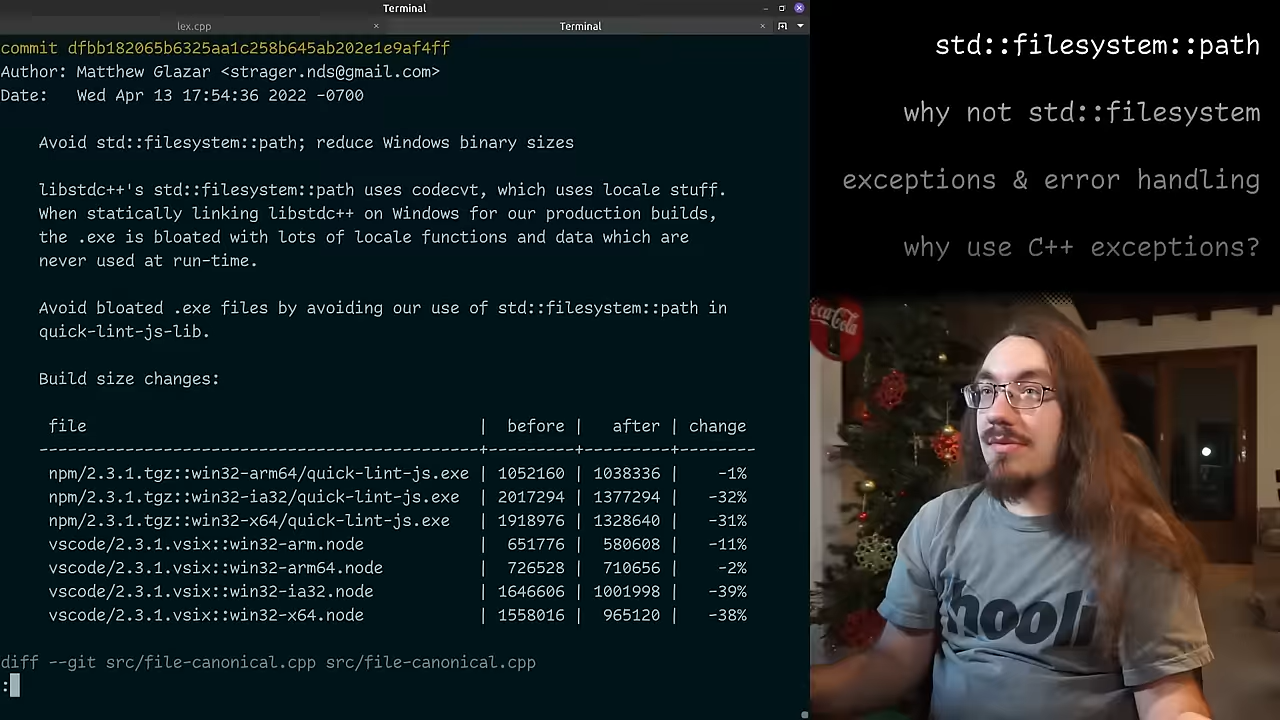 Terminal
lex.cpp
Terminal
commit dfbb182065b6325aa1c258b645ab202e1e9af4ff
Author: Matthew Glazar <strager.nds@gmail.com>
Date:   Wed Apr 13 17:54:36 2022 -0700
Avoid std::filesystem::path; reduce Windows binary sizes
libstdc++'s std::filesystem::path uses codecvt, which uses locale stuff.
When statically linking libstdc++ on Windows for our production builds,
the .exe is bloated with lots of locale functions and data which are
never used at run-time.
Avoid bloated .exe files by avoiding our use of std::filesystem::path in
quick-lint-js-lib.
Build size changes:
file | before | after | change
npm/2.3.1.tgz::win32-arm64/quick-lint-js.exe | 1052160 | 1038336 | -1%
npm/2.3.1.tgz::win32-ia32/quick-lint-js.exe | 2017294 | 1377294 | -32%
npm/2.3.1.tgz::win32-x64/quick-lint-js.exe | 1918976 | 1328640 | -31%
vscode/2.3.1.vsix::win32-arm.node | 651776 | 580608 | -11%
vscode/2.3.1.vsix::win32-arm64.node | 726528 | 710656 | -2%
vscode/2.3.1.vsix::win32-ia32.node | 1646606 | 1001998 | -39%
vscode/2.3.1.vsix::win32-x64.node | 1558016 | 965120 | -38%
diff --git src/file-canonical.cpp src/file-canonical.cpp
:
std::filesystem::path
why not std::filesystem
exceptions & error handling
why use C++ exceptions?
Coca-Cola
hooli